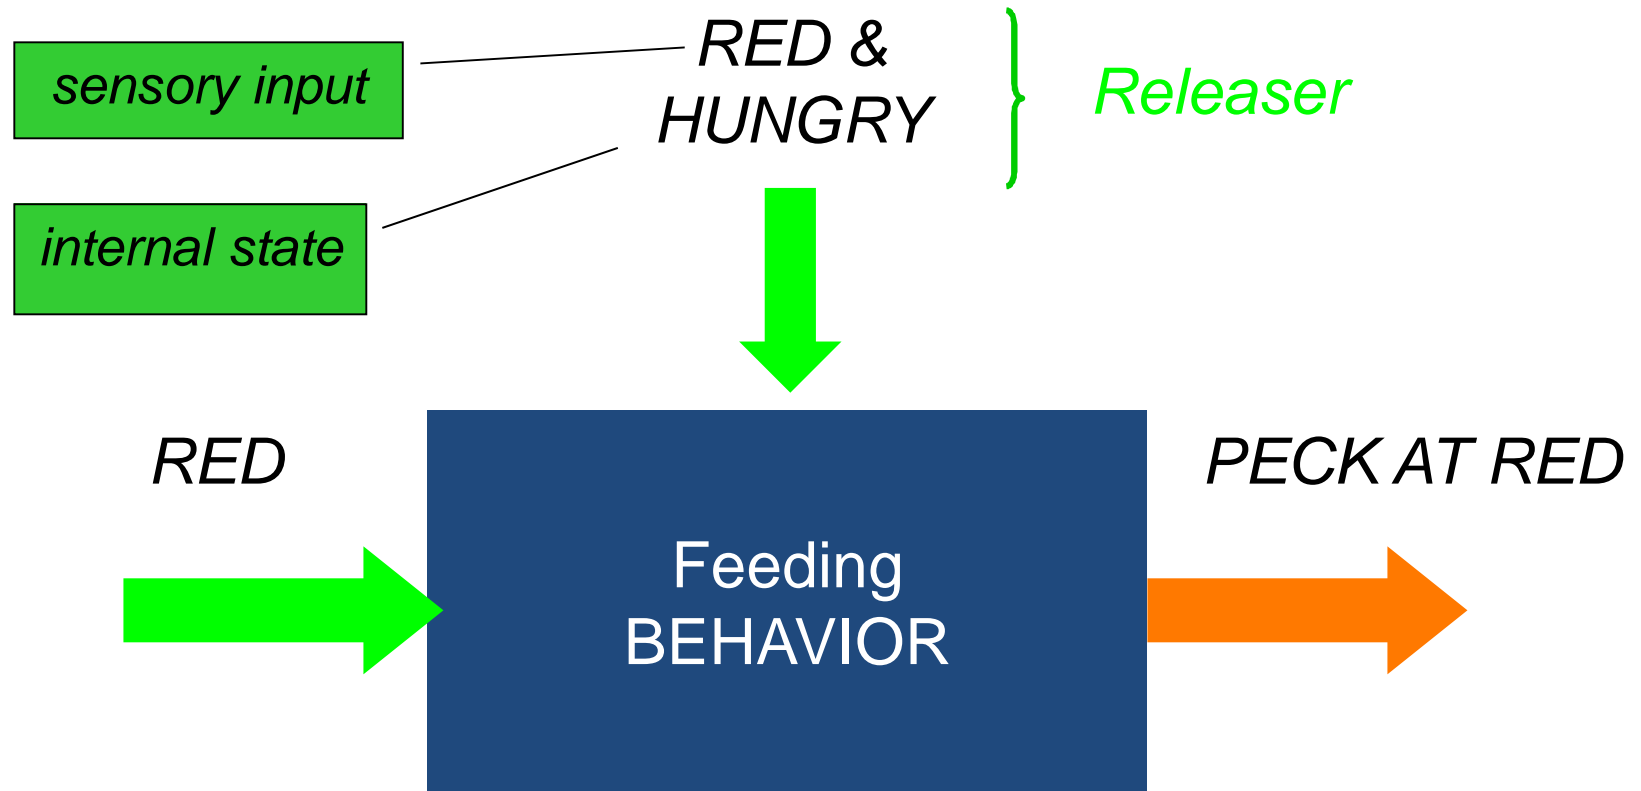 sensory input
RED &
HUNGRY
Releaser
internal state
RED
PECK AT RED
Feeding
BEHAVIOR